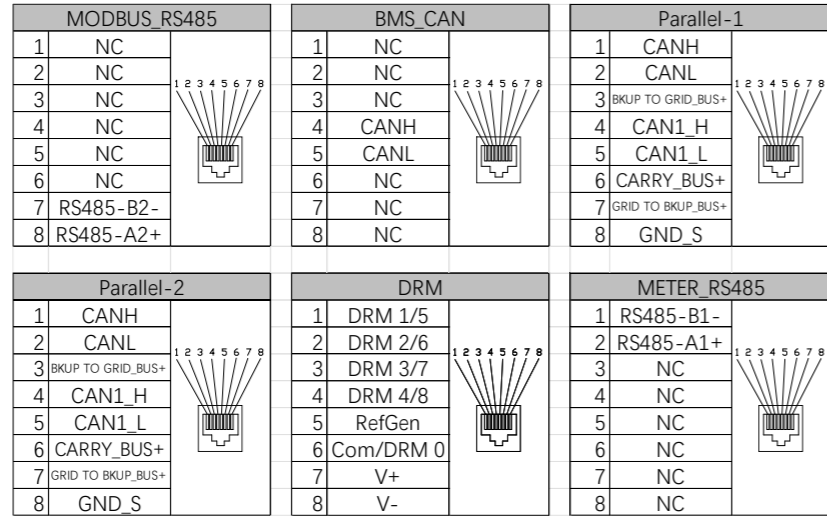 MODBUS_RS485
1 NC
2 NC
3 NC
4 NC
5 NC
6 NC
7 RS485-B2-
8 RS485-A2+
1 2 3 4 5 6 7 8
BMS_CAN
1 NC
2 NC
3 NC
4 CANH
5 CANL
6 NC
7 NC
8 NC
1 2 3 4 5 6 7 8
Parallel-1
1 CANH
2 CANL
3 BKUP TO GRID_BUS+
4 CAN1_H
5 CAN1_L
6 CARRY_BUS+
7 GRID TO BKUP_BUS+
8 GND_S
1 2 3 4 5 6 7 8
Parallel-2
1 CANH
2 CANL
3 BKUP TO GRID_BUS+
4 CAN1_H
5 CAN1_L
6 CARRY_BUS+
7 GRID TO BKUP_BUS+
8 GND_S
1 2 3 4 5 6 7 8
DRM
1 DRM 1/5
2 DRM 2/6
3 DRM 3/7
4 DRM 4/8
5 RefGen
6 Com/DRM 0
7 V+
8 V-
1 2 3 4 5 6 7 8
METER_RS485
1 RS485-B1-
2 RS485-A1+
3 NC
4 NC
5 NC
6 NC
7 NC
8 NC
1 2 3 4 5 6 7 8